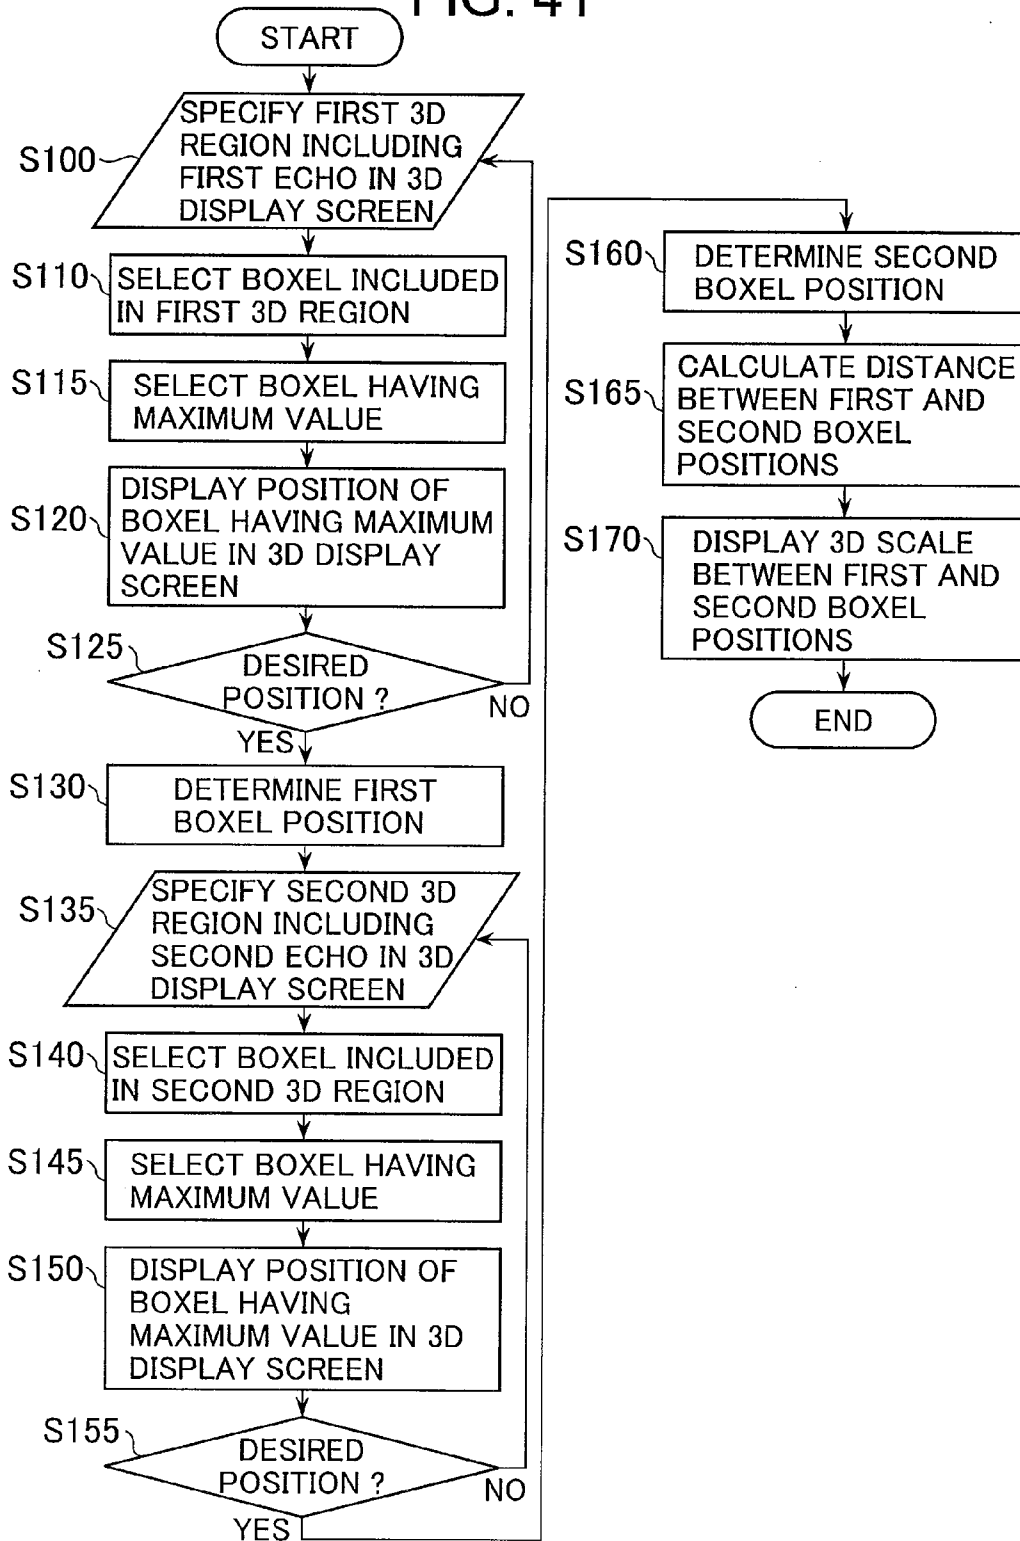 FIG. 41
START
S100
SPECIFY FIRST 3D
REGION INCLUDING
FIRST ECHO IN 3D
DISPLAY SCREEN
S110
SELECT BOXEL INCLUDED
IN FIRST 3D REGION
S115
SELECT BOXEL HAVING
MAXIMUM VALUE
S120
DISPLAY POSITION OF
BOXEL HAVING MAXIMUM
VALUE IN 3D DISPLAY
SCREEN
S125
DESIRED
POSITION ?
NO
YES
S130
DETERMINE FIRST
BOXEL POSITION
S135
SPECIFY SECOND 3D
REGION INCLUDING
SECOND ECHO IN 3D
DISPLAY SCREEN
S140
SELECT BOXEL INCLUDED
IN SECOND 3D REGION
S145
SELECT BOXEL HAVING
MAXIMUM VALUE
S150
DISPLAY POSITION OF
BOXEL HAVING
MAXIMUM VALUE IN 3D
DISPLAY SCREEN
S155
DESIRED
POSITION ?
NO
YES
S160
DETERMINE SECOND
BOXEL POSITION
S165
CALCULATE DISTANCE
BETWEEN FIRST AND
SECOND BOXEL
POSITIONS
S170
DISPLAY 3D SCALE
BETWEEN FIRST AND
SECOND BOXEL
POSITIONS
END